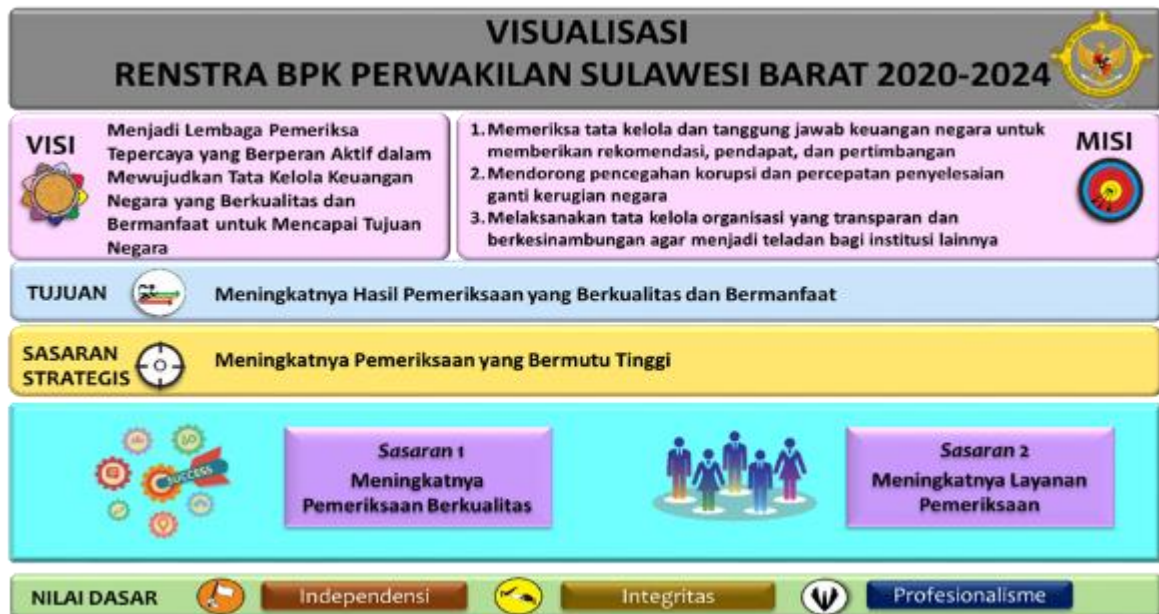 VISUALISASI
RENSTRA BPK PERWAKILAN SULAWESI BARAT 2020-2024
VISI
Menjadi Lembaga Pemeriksa
Tepercaya yang Berperan Aktif dalam
Mewujudkan Tata Kelola Keuangan
Negara yang Berkualitas dan
Bermanfaat untuk Mencapai Tujuan
Negara
1. Memeriksa tata kelola dan tanggung jawab keuangan negara untuk
memberikan rekomendasi, pendapat, dan pertimbangan
2. Mendorong pencegahan korupsi dan percepatan penyelesaian
ganti kerugian negara
3. Melaksanakan tata kelola organisasi yang transparan dan
berkesinambungan agar menjadi teladan bagi institusi lainnya
MISI
TUJUAN
Meningkatnya Hasil Pemeriksaan yang Berkualitas dan Bermanfaat
SASARAN
STRATEGIS
Meningkatnya Pemeriksaan yang Bermutu Tinggi
SUCCESS
Sasaran 1
Meningkatnya
Pemeriksaan Berkualitas
Sasaran 2
Meningkatnya Layanan
Pemeriksaan
NILAI DASAR
Independensi
Integritas
Profesionalisme